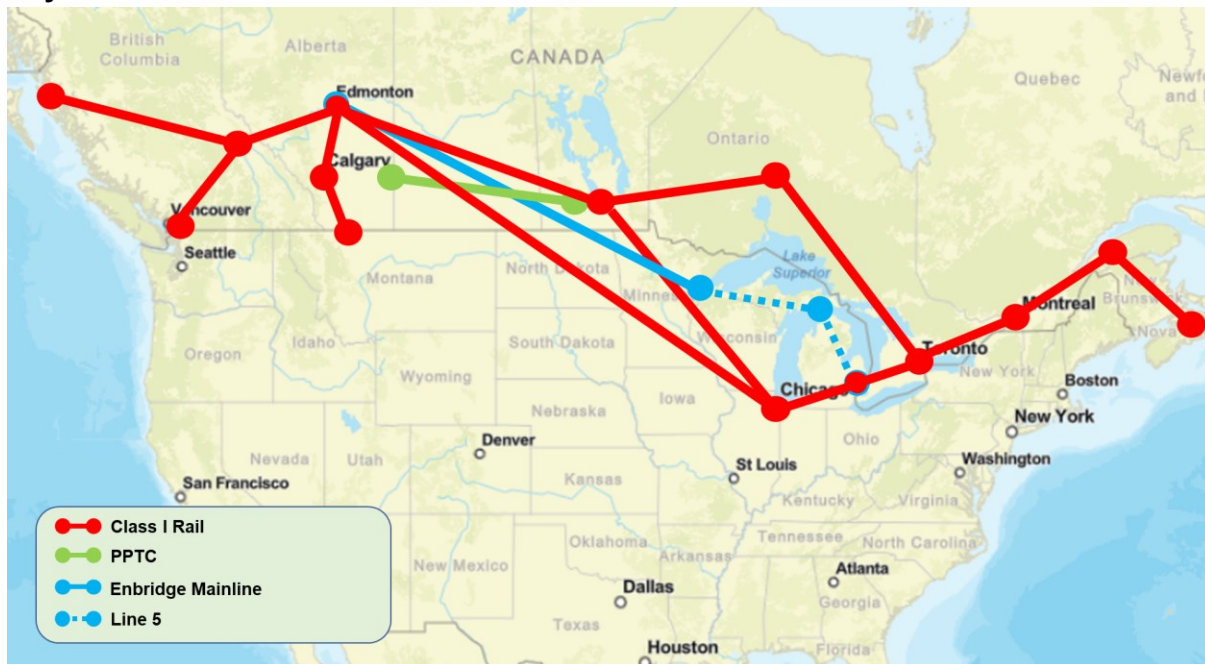 British
Columbia
Alberta
CANADA
Quebec
Edmonton
Ontario
Calgary
Vancouver
Seattle
Montana
North Dakota
Lake
Superior
Montreal
Brunswick
Nova
Oregon
Idaho
South Dakota
Wisconsin
Toronto
Wyoming
New York
Iowa
Chicago
Boston
Nebraska
Ohio
New York
Nevada
Utah
Denver
St Louis
Washington
San Francisco
Kansas
Kentucky
Virginia
Class I Rail
PPTC
Enbridge Mainline
Line 5
Oklahoma
Tennessee
North Carolina
Arkansas
New Mexico
Atlanta
Dallas
Georgia
Texas
Houston
Florida